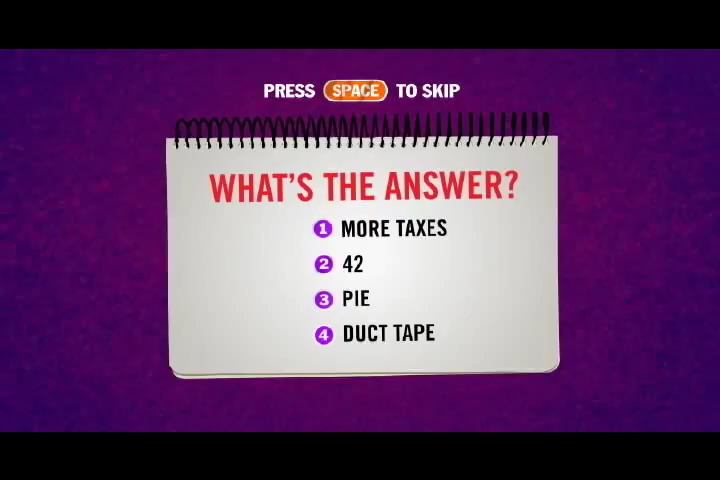 PRESS SPACE TO SKIP
WHAT'S THE ANSWER?
1 MORE TAXES
2 42
3 PIE
4 DUCT TAPE